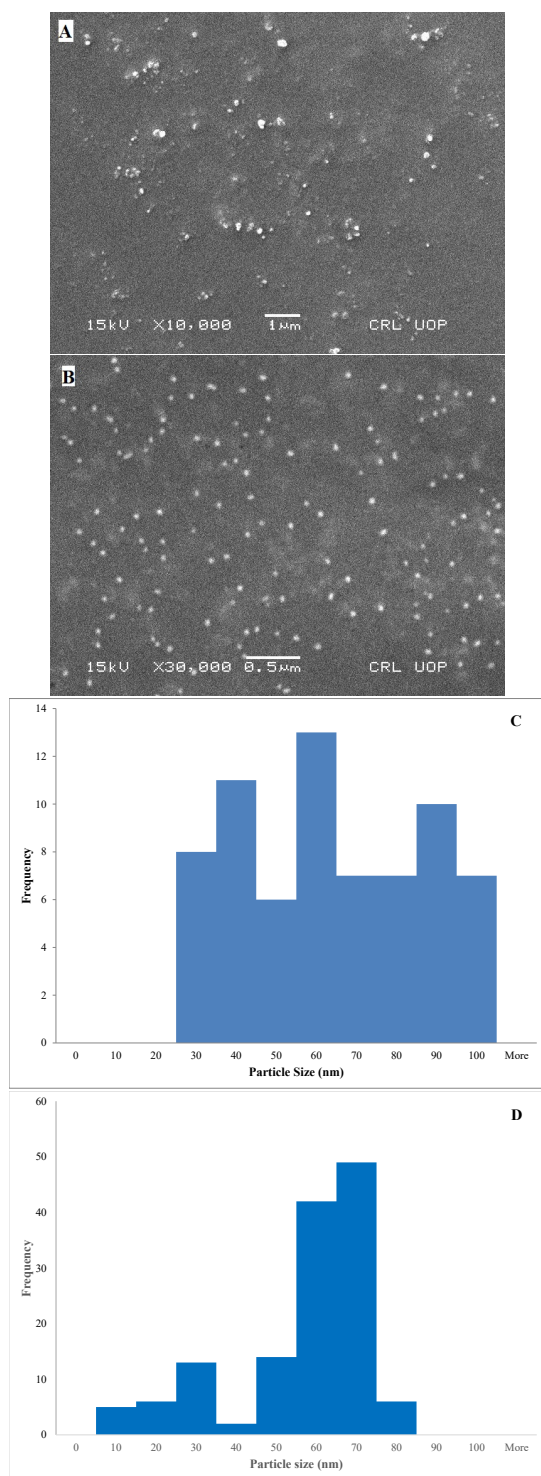 A
15kV X10,000 1μm CRL UOP
B
15kV X30,000 0.5μm CRL UOP
C
14
12
10
8
6
4
2
0
Frequency
0 10 20 30 40 50 60 70 80 90 100 More
Particle Size (nm)
D
60
50
40
30
20
10
0
Frequency
0 10 20 30 40 50 60 70 80 90 100 More
Particle size (nm)